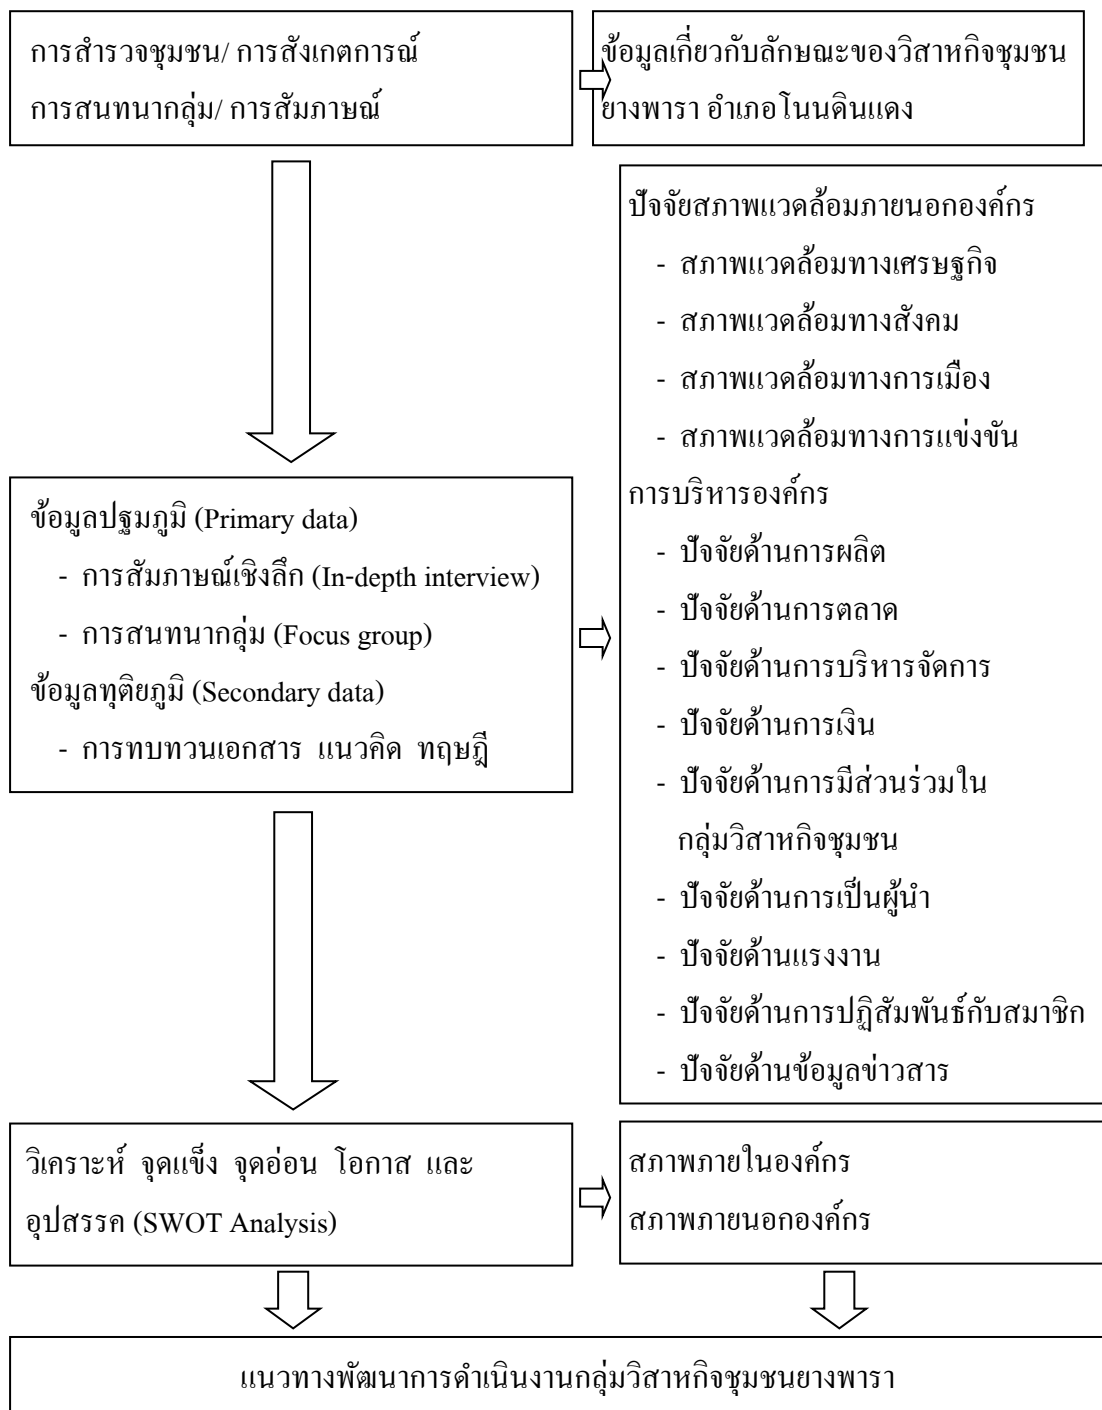 การสำรวจชุมชน/ การสังเกตการณ์
การสนทนากลุ่ม/ การสัมภาษณ์
ข้อมูลเกี่ยวกับลักษณะของวิสาหกิจชุมชน
ยางพารา อำเภอโนนดินแดง
ปัจจัยสภาพแวดล้อมภายนอกองค์กร
- สภาพแวดล้อมทางเศรษฐกิจ
- สภาพแวดล้อมทางสังคม
- สภาพแวดล้อมทางการเมือง
- สภาพแวดล้อมทางการแข่งขัน
การบริหารองค์กร
- ปัจจัยด้านการผลิต
- ปัจจัยด้านการตลาด
- ปัจจัยด้านการบริหารจัดการ
- ปัจจัยด้านการเงิน
- ปัจจัยด้านการมีส่วนร่วมใน
กลุ่มวิสาหกิจชุมชน
- ปัจจัยด้านการเป็นผู้นำ
- ปัจจัยด้านแรงงาน
- ปัจจัยด้านการปฏิสัมพันธ์กับสมาชิก
- ปัจจัยด้านข้อมูลข่าวสาร
ข้อมูลปฐมภูมิ (Primary data)
- การสัมภาษณ์เชิงลึก (In-depth interview)
- การสนทนากลุ่ม (Focus group)
ข้อมูลทุติยภูมิ (Secondary data)
- การทบทวนเอกสาร แนวคิด ทฤษฎี
วิเคราะห์ จุดแข็ง จุดอ่อน โอกาส และ
อุปสรรค (SWOT Analysis)
สภาพภายในองค์กร
สภาพภายนอกองค์กร
แนวทางพัฒนาการดำเนินงานกลุ่มวิสาหกิจชุมชนยางพารา